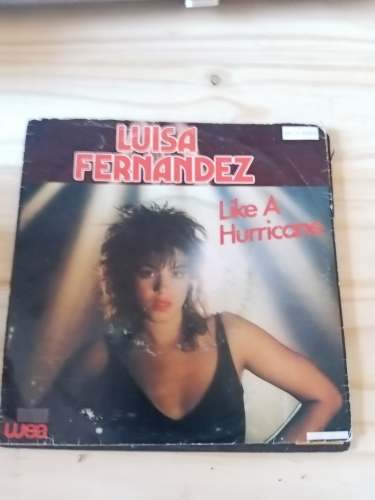 LUISA
FERNANDEZ
Like A
Hurricane
wea